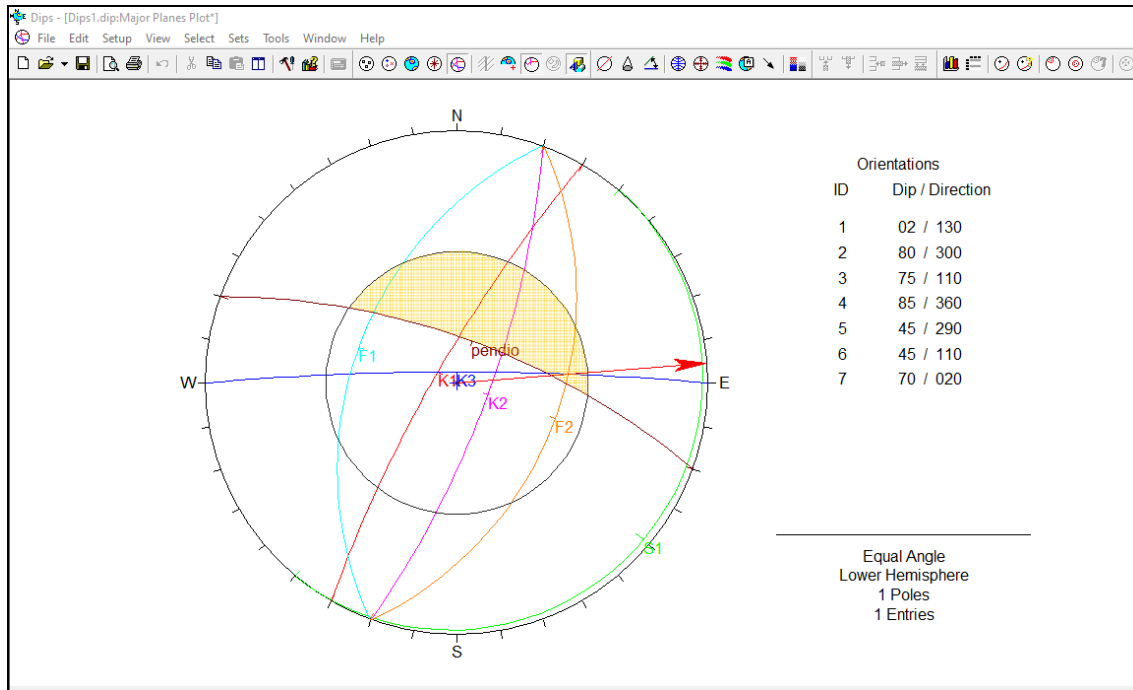 Dips - [Dips1.dip:Major Planes Plot*]
File Edit Setup View Select Sets Tools Window Help
N
Orientations
ID Dip / Direction
1 02 / 130
2 80 / 300
3 75 / 110
4 85 / 360
5 45 / 290
6 45 / 110
7 70 / 020
pendio
F1
W
K1
K3
E
K2
F2
S1
S
Equal Angle
Lower Hemisphere
1 Poles
1 Entries